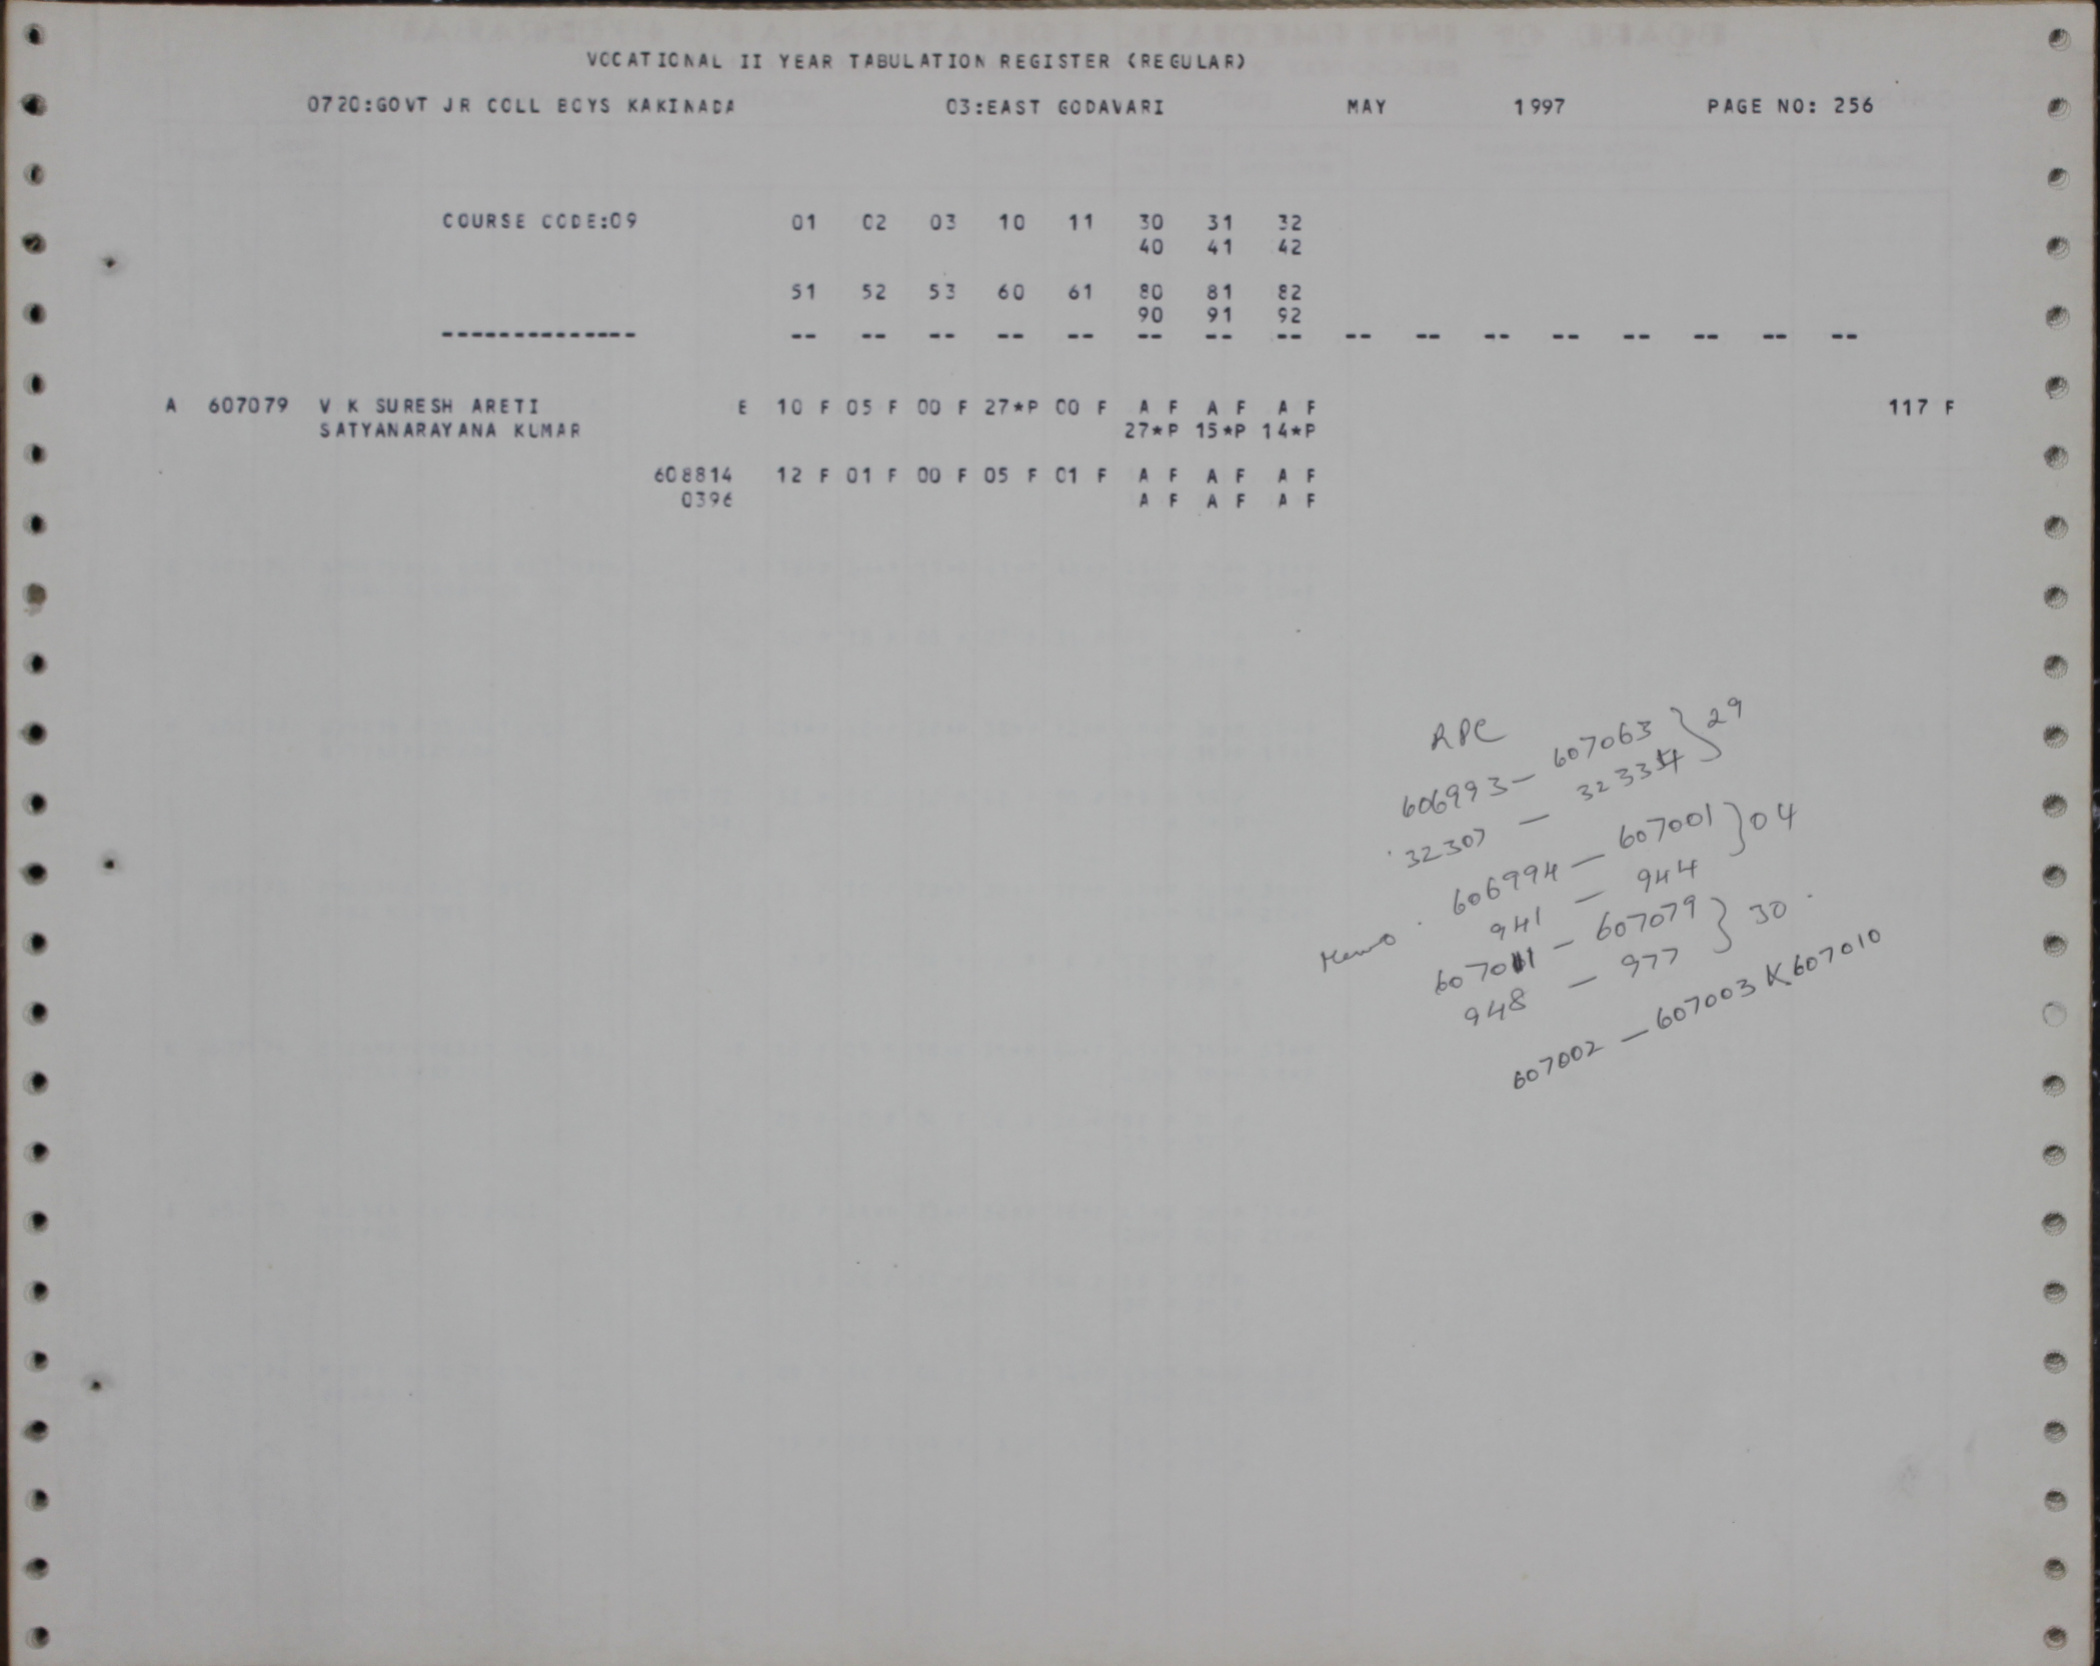 VOCATIONAL II YEAR TABULATION REGISTER (REGULAR)
0720:GOVT JR COLL BOYS KAKINADA 03:EAST GODAVARI MAY 1997 PAGE NO: 256
COURSE CODE:09 01 02 03 10 11 30 31 32
40 41 42
51 52 53 60 61 80 81 82
90 91 92
-------------- -- -- -- -- -- -- -- -- -- -- -- -- -- -- -- --
A 607079 V K SURESH ARETI E 10 F 05 F 00 F 27*P 00 F A F A F A F 117 F
SATYANARAYANA KUMAR 27*P 15*P 14*P
608814 12 F 01 F 00 F 05 F 01 F A F A F A F
0396 A F A F A F
RPC
606993 — 607063 } 29
32307 — 32334
Memo . 606994 — 607001 } 04
941 — 944
607011 — 607079 } 30
948 — 977
607002 — 607003 K 607010